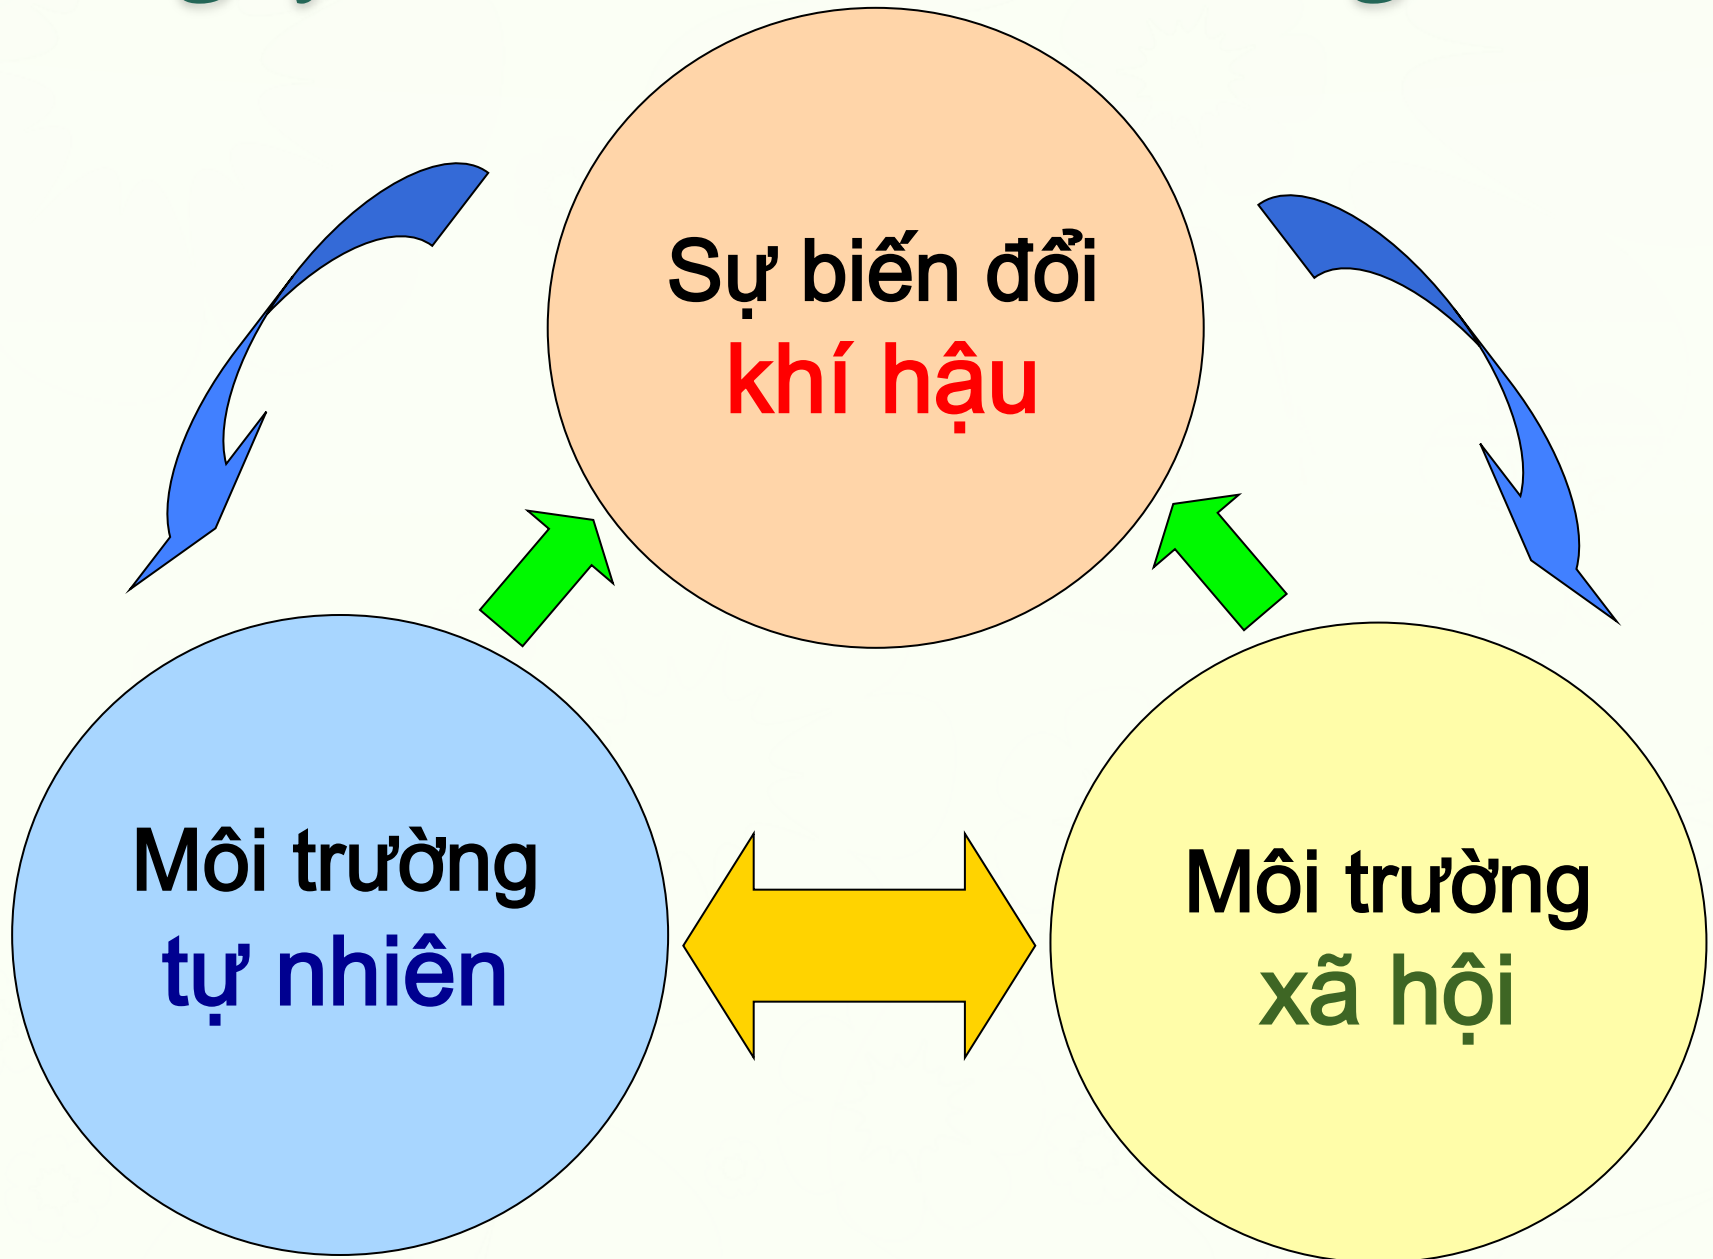 Sự biến đổi
khí hậu
Môi trường
tự nhiên
Môi trường
xã hội